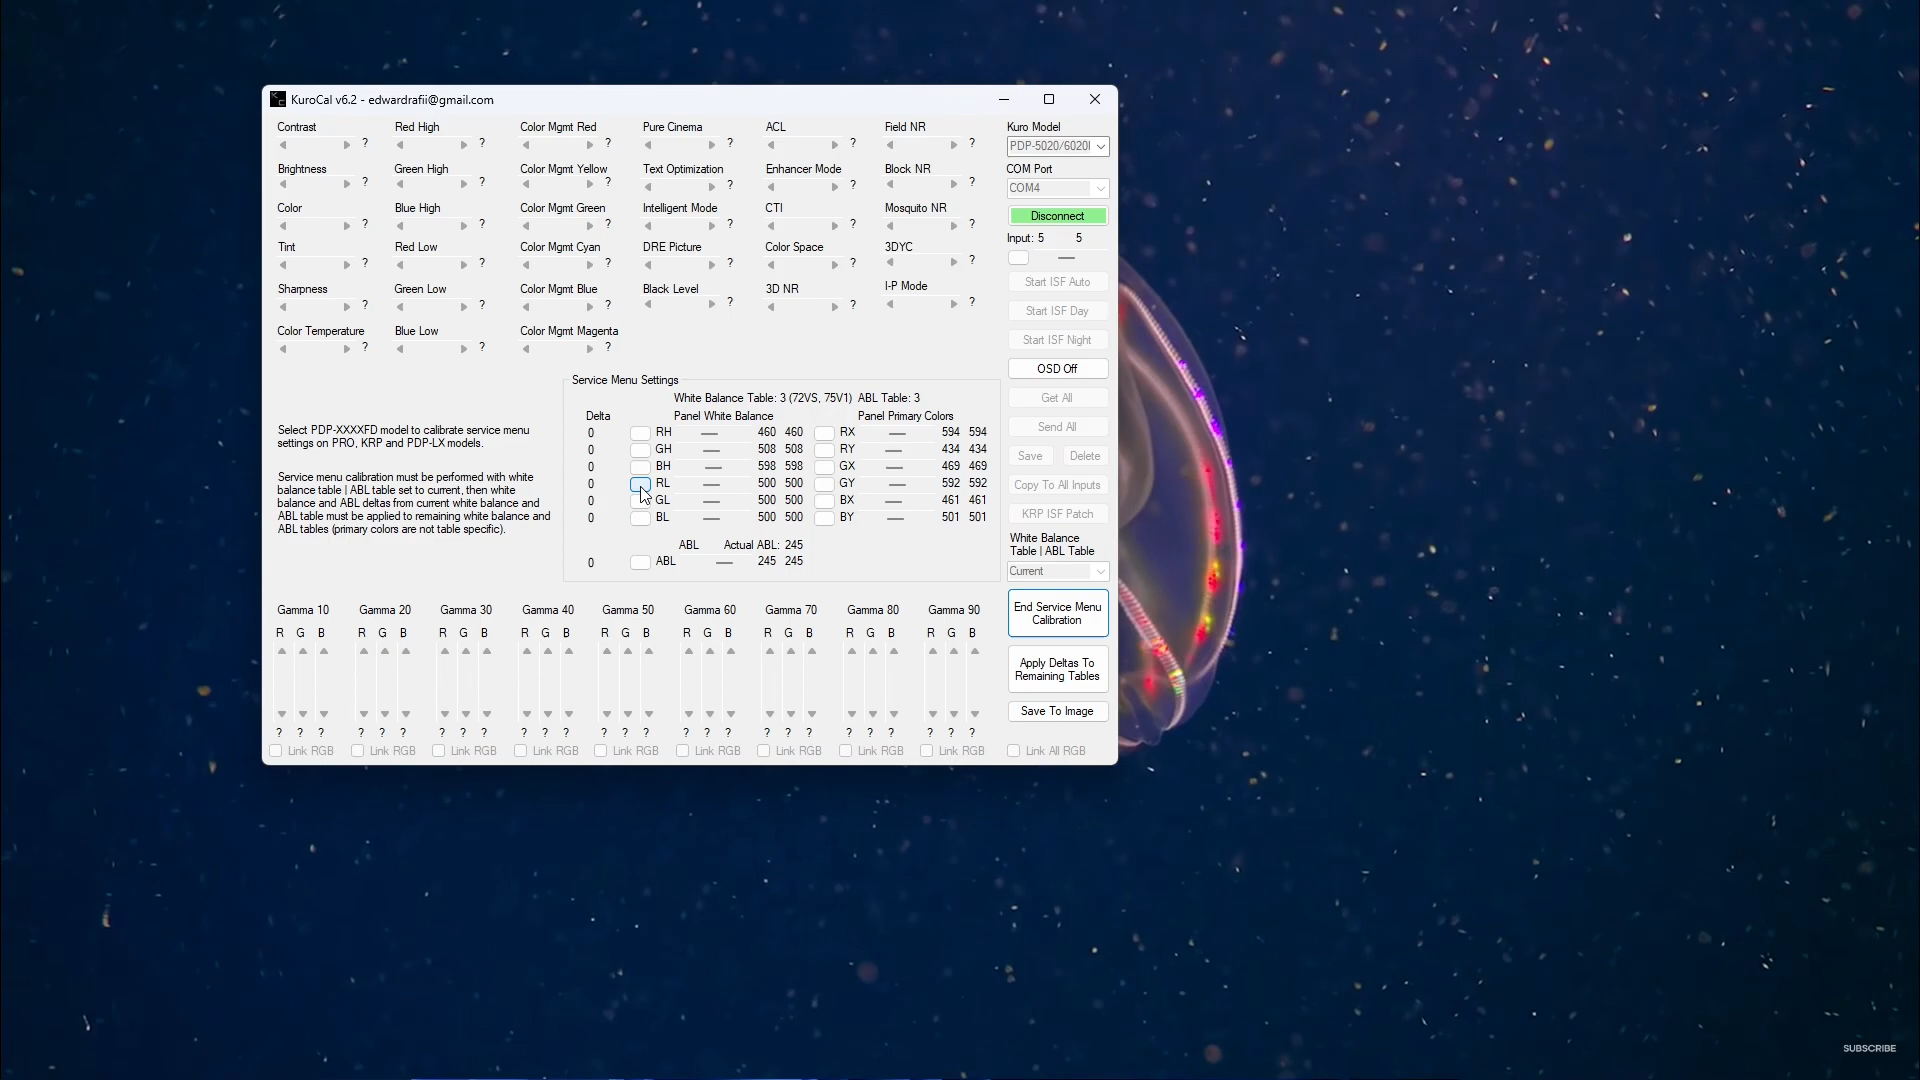 KuroCal v6.2 - edwardrafii@gmail.com
Contrast Red High Color Mgmt Red Pure Cinema ACL Field NR Kuro Model
? ? ? ? ? ? PDP-5020/6020
Brightness Green High Color Mgmt Yellow Text Optimization Enhancer Mode Block NR COM Port
? ? ? ? ? ? COM4
Color Blue High Color Mgmt Green Intelligent Mode CTI Mosquito NR Disconnect
? ? ? ? ? ?
Input: 5 5
Tint Red Low Color Mgmt Cyan DRE Picture Color Space 3DYC
? ? ? ? ? ?
Start ISF Auto
Sharpness Green Low Color Mgmt Blue Black Level 3D NR I-P Mode
? ? ? ? ? ?
Start ISF Day
Color Temperature Blue Low Color Mgmt Magenta
? ? ?
Start ISF Night
OSD Off
Get All
Send All
Save Delete
Copy To All Inputs
KRP ISF Patch
White Balance
Table | ABL Table
Current
End Service Menu
Calibration
Apply Deltas To
Remaining Tables
Save To Image
Select PDP-XXXXFD model to calibrate service menu
settings on PRO, KRP and PDP-LX models.
Service menu calibration must be performed with white
balance table | ABL table set to current, then white
balance and ABL deltas from current white balance and
ABL table must be applied to remaining white balance and
ABL tables (primary colors are not table specific).
Service Menu Settings
White Balance Table: 3 (72VS, 75V1) ABL Table: 3
Delta Panel White Balance Panel Primary Colors
0 RH 460 460 RX 594 594
0 GH 508 508 RY 434 434
0 BH 598 598 GX 469 469
0 RL 500 500 GY 592 592
0 GL 500 500 BX 461 461
0 BL 500 500 BY 501 501
ABL Actual ABL: 245
0 ABL 245 245
Gamma 10 Gamma 20 Gamma 30 Gamma 40 Gamma 50 Gamma 60 Gamma 70 Gamma 80 Gamma 90
R G B R G B R G B R G B R G B R G B R G B R G B R G B
? ? ? ? ? ? ? ? ? ? ? ? ? ? ? ? ? ? ? ? ? ? ? ? ? ? ?
Link RGB Link RGB Link RGB Link RGB Link RGB Link RGB Link RGB Link RGB Link RGB Link All RGB
SUBSCRIBE